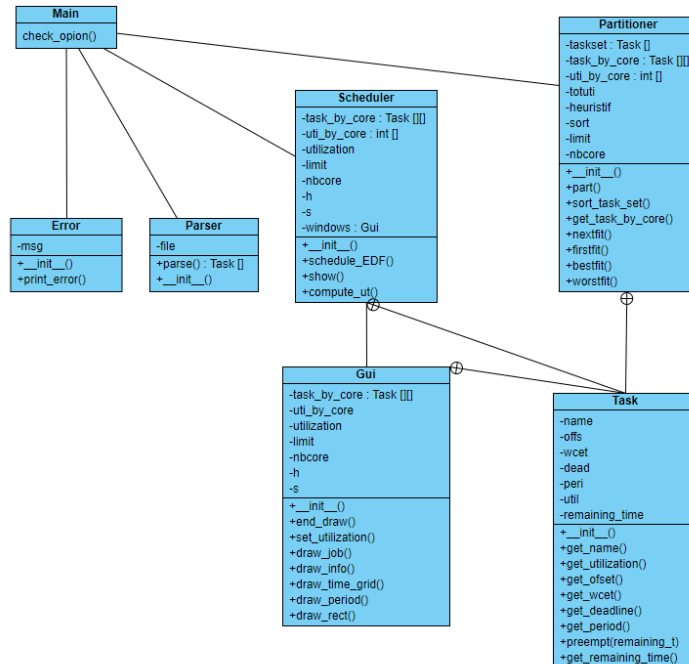 Main
check_opion()
Partitioner
-taskset : Task []
-task_by_core : Task [][]
-uti_by_core : int []
-totuti
-heuristif
-sort
-limit
-nbcore
+__init__()
+part()
+sort_task_set()
+get_task_by_core()
+nextfit()
+firstfit()
+bestfit()
+worstfit()
Scheduler
-task_by_core : Task [][]
-uti_by_core : int []
-utilization
-limit
-nbcore
-h
-s
-windows : Gui
+__init__()
+schedule_EDF()
+show()
+compute_ut()
Error
-msg
+__init__()
+print_error()
Parser
-file
+parse() : Task []
+__init__()
Gui
-task_by_core : Task [][]
-uti_by_core
-utilization
-limit
-nbcore
-h
-s
+__init__()
+end_draw()
+set_utilization()
+draw_job()
+draw_info()
+draw_time_grid()
+draw_period()
+draw_rect()
Task
-name
-offs
-wcet
-dead
-peri
-util
-remaining_time
+__init__()
+get_name()
+get_utilization()
+get_ofset()
+get_wcet()
+get_deadline()
+get_period()
+preempt(remaining_t)
+get_remaining_time()